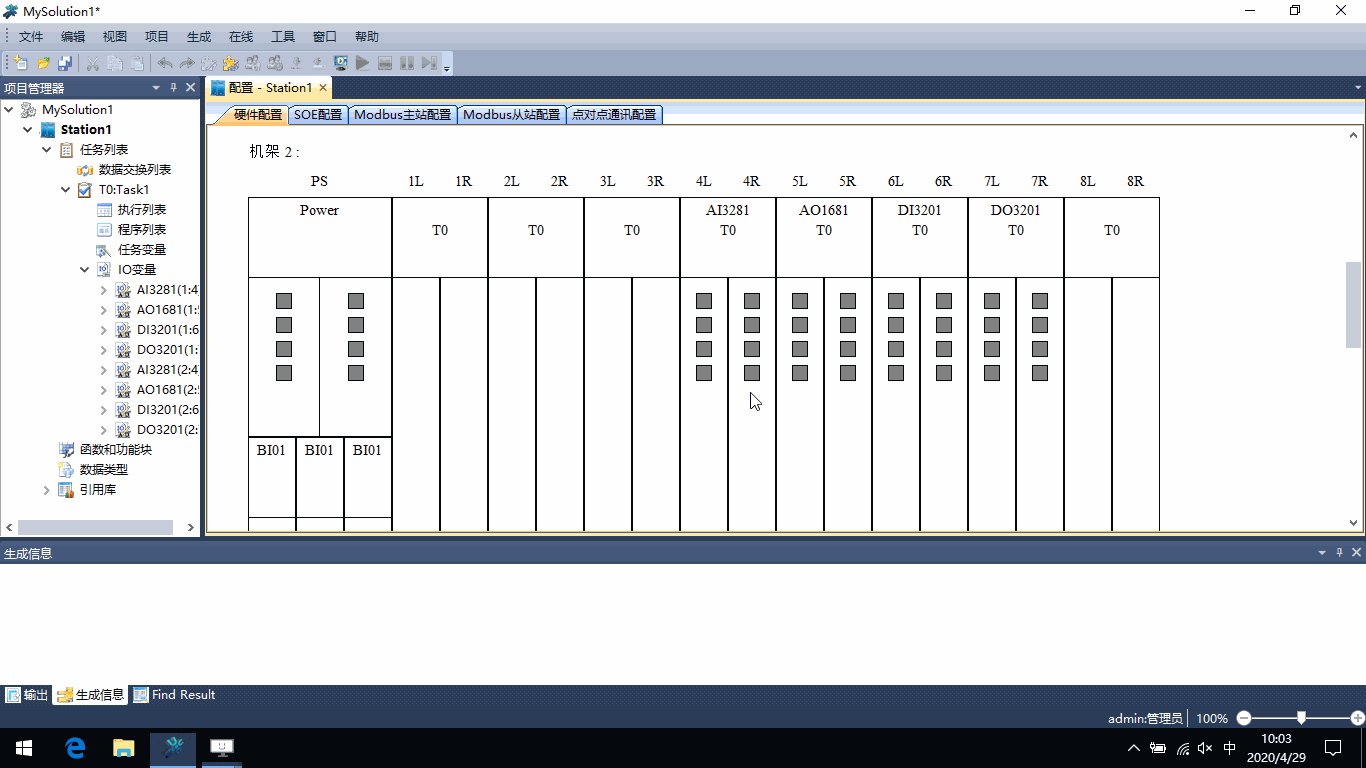 MySolution1*
文件 编辑 视图 项目 生成 在线 工具 窗口 帮助
项目管理器
配置 - Station1
MySolution1
Station1
任务列表
数据交换列表
T0:Task1
执行列表
程序列表
任务变量
IO变量
AI3281(1:4)
AO1681(1:5
DI3201(1:6
DO3201(1:
AI3281(2:4)
AO1681(2:5
DI3201(2:6
DO3201(2:
函数和功能块
数据类型
引用库
硬件配置 SOE配置 Modbus主站配置 Modbus从站配置 点对点通讯配置
机架 2 :
PS 1L 1R 2L 2R 3L 3R 4L 4R 5L 5R 6L 6R 7L 7R 8L 8R
Power AI3281 AO1681 DI3201 DO3201
T0 T0 T0 T0 T0 T0 T0 T0
BI01 BI01 BI01
生成信息
输出 生成信息 Find Result
admin:管理员 100%
中
10:03
2020/4/29